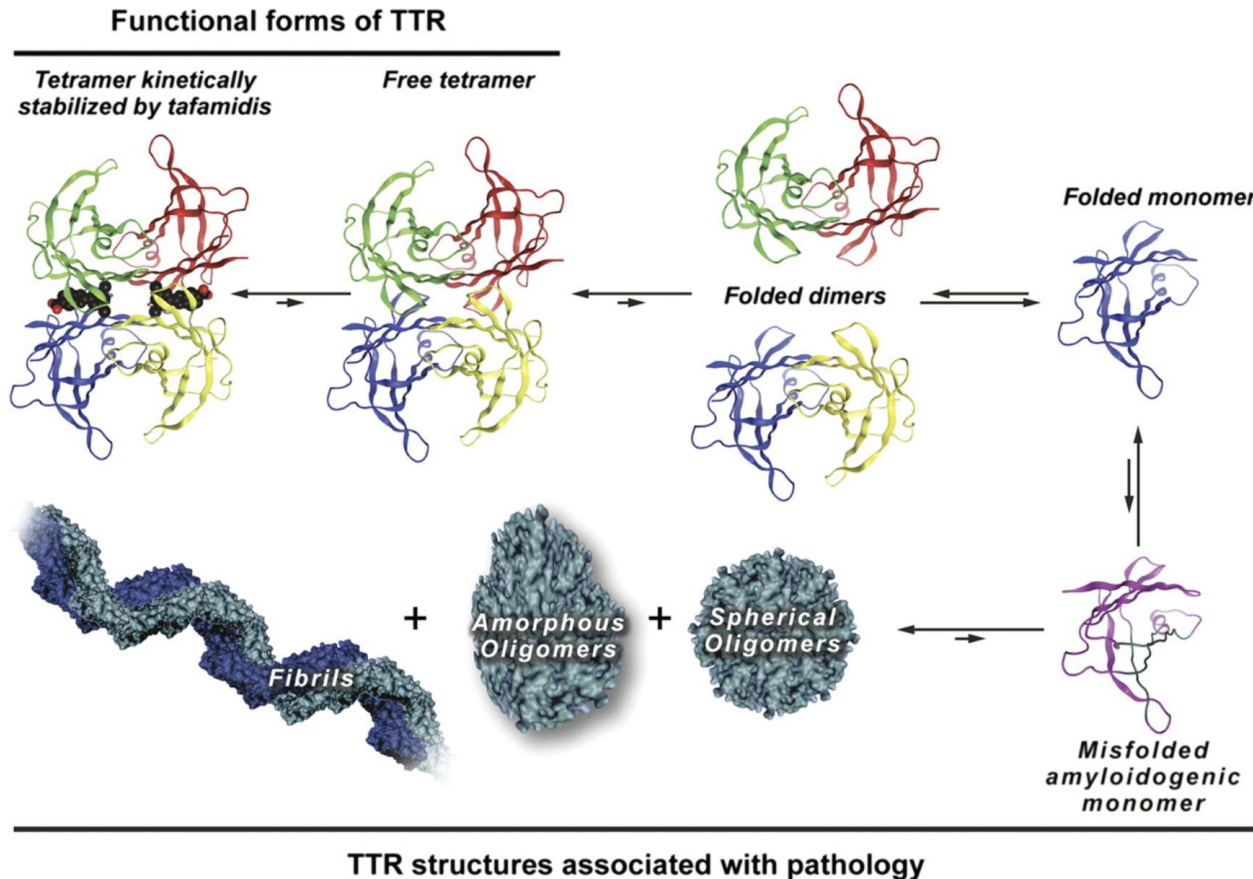 Functional forms of TTR
Tetramer kinetically
stabilized by tafamidis
Free tetramer
Folded dimers
Folded monomer
Fibrils
+
Amorphous
Oligomers
+
Spherical
Oligomers
Misfolded
amyloidogenic
monomer
TTR structures associated with pathology